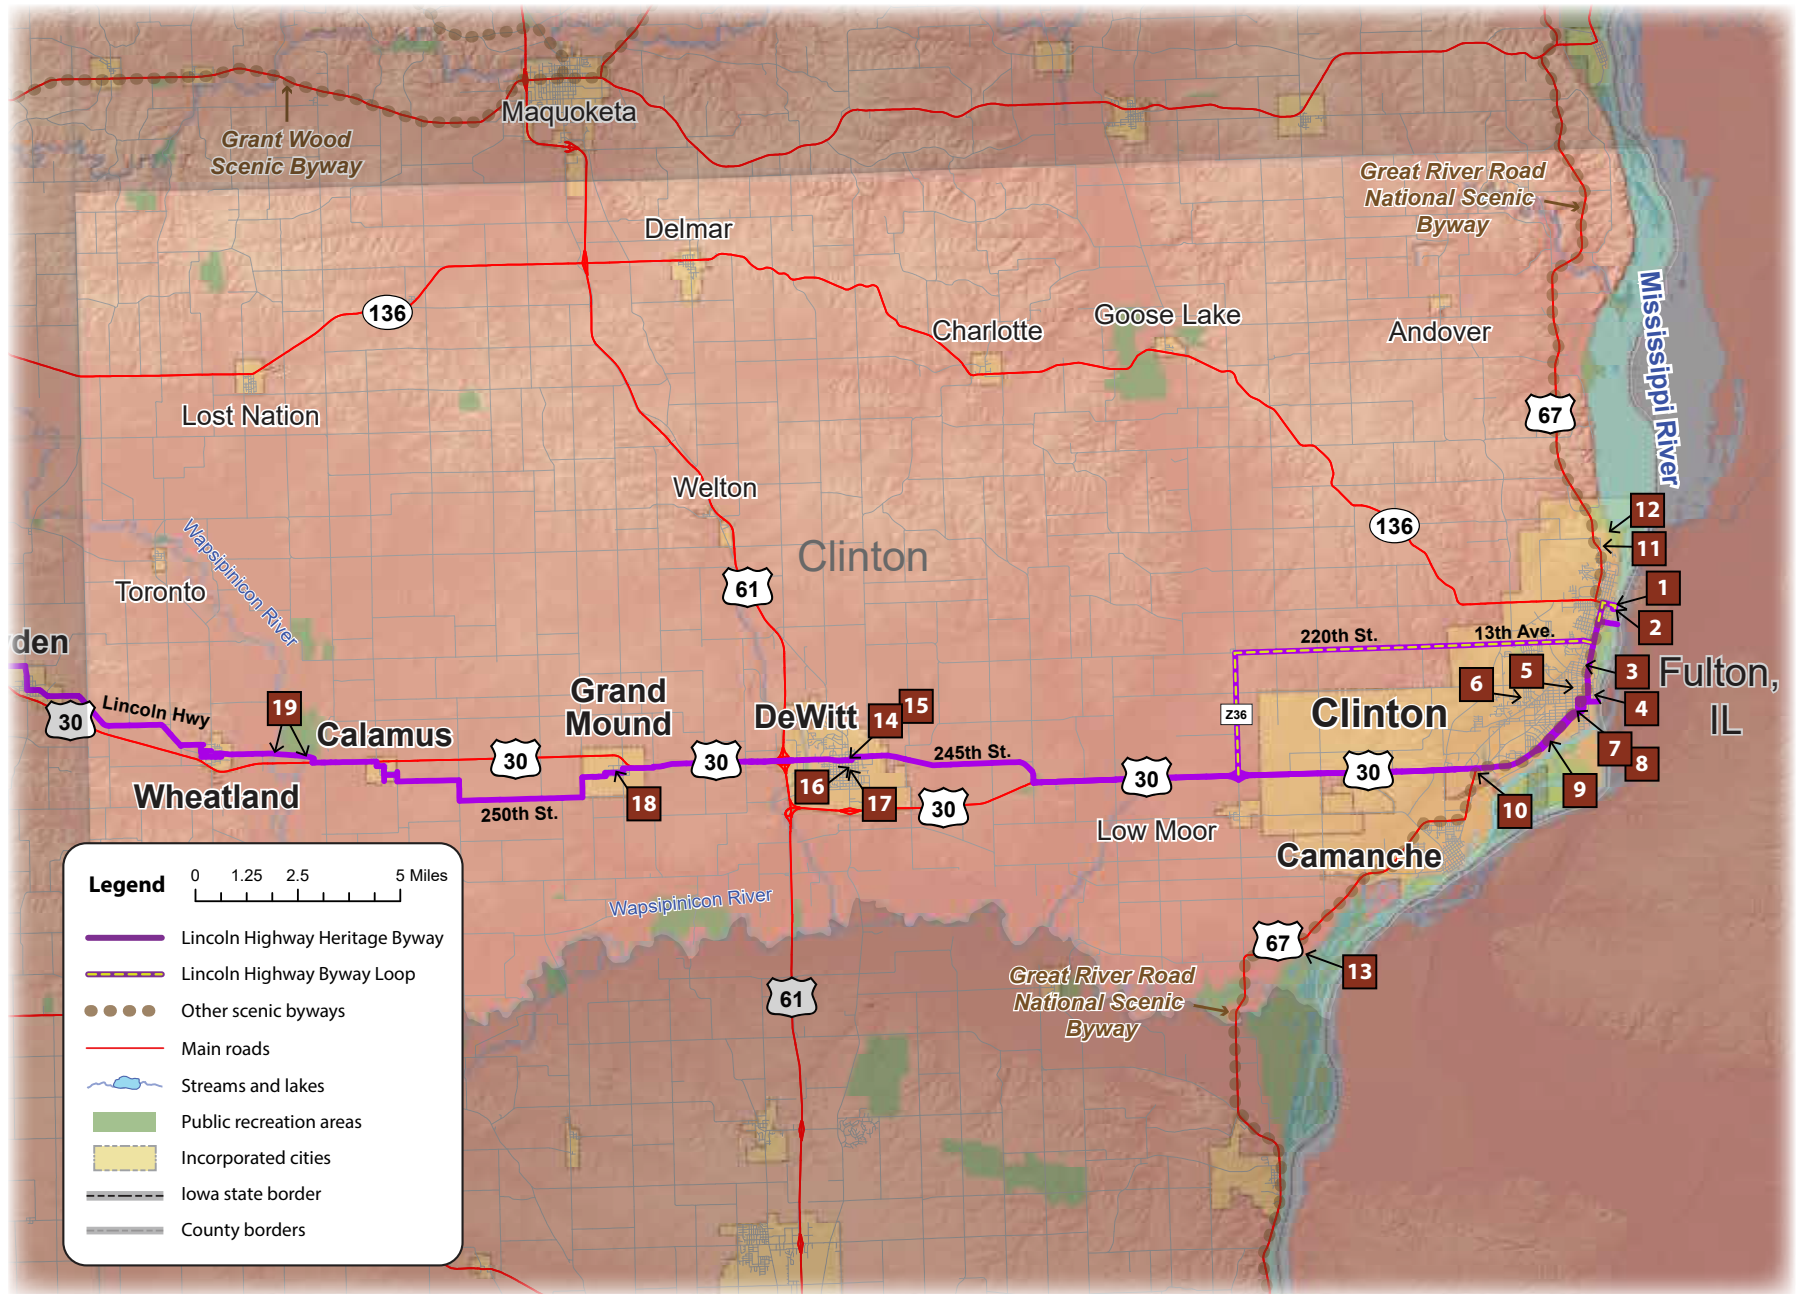 Maquoketa
Grant Wood
Scenic Byway
Great River Road
National Scenic
Byway
Delmar
Mississippi River
136
Charlotte
Goose Lake
Andover
Lost Nation
67
Welton
12
136
11
Clinton
Wapsipinicon River
61
Toronto
1
2
220th St.
13th Ave.
den
3
5
6
Fulton,
IL
Grand
Mound
Lincoln Hwy
30
19
Calamus
DeWitt
14
15
Z36
Clinton
4
245th St.
7
8
30
30
30
30
Wheatland
250th St.
18
16
17
30
9
10
Low Moor
Camanche
Wapsipinicon River
67
13
61
Great River Road
National Scenic
Byway
Legend
0 1.25 2.5 5 Miles
Lincoln Highway Heritage Byway
Lincoln Highway Byway Loop
Other scenic byways
Main roads
Streams and lakes
Public recreation areas
Incorporated cities
Iowa state border
County borders